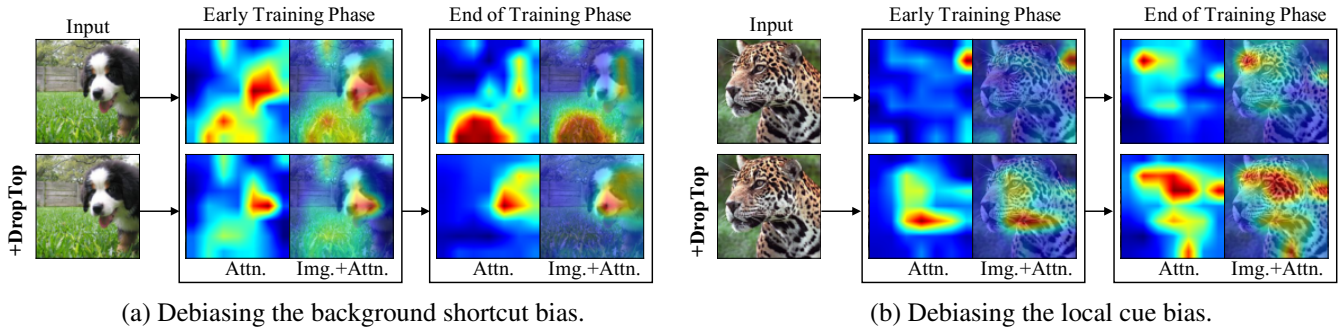 Input
Early Training Phase
End of Training Phase
+DropTop
Attn.
Img.+Attn.
Attn.
Img.+Attn.
(a) Debiasing the background shortcut bias.
Input
Early Training Phase
End of Training Phase
+DropTop
Attn.
Img.+Attn.
Attn.
Img.+Attn.
(b) Debiasing the local cue bias.